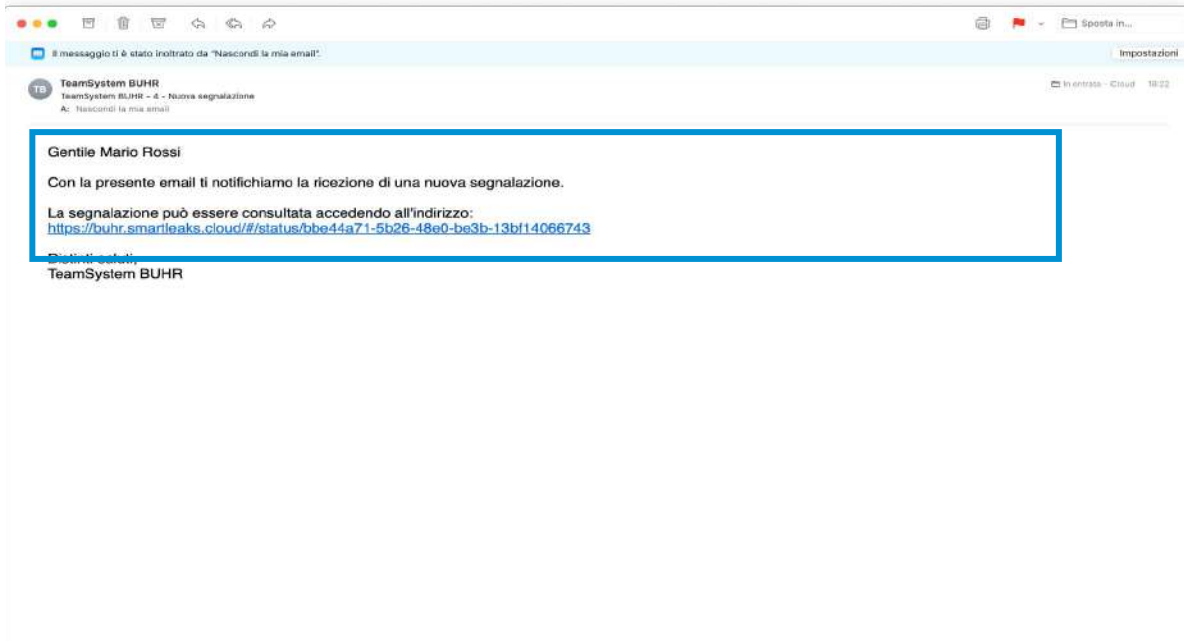 Sposta in...
Il messaggio ti è stato inoltrato da "Nascondi la mia email".
Impostazioni
TB
TeamSystem BUHR
In entrata - iCloud 18:22
TeamSystem BUHR - 4 - Nuova segnalazione
A: Nascondi la mia email
Gentile Mario Rossi
Con la presente email ti notifichiamo la ricezione di una nuova segnalazione.
La segnalazione può essere consultata accedendo all'indirizzo:
https://buhr.smartleaks.cloud/#/status/bbe44a71-5b26-48e0-be3b-13bf14066743
Distinti saluti,
TeamSystem BUHR